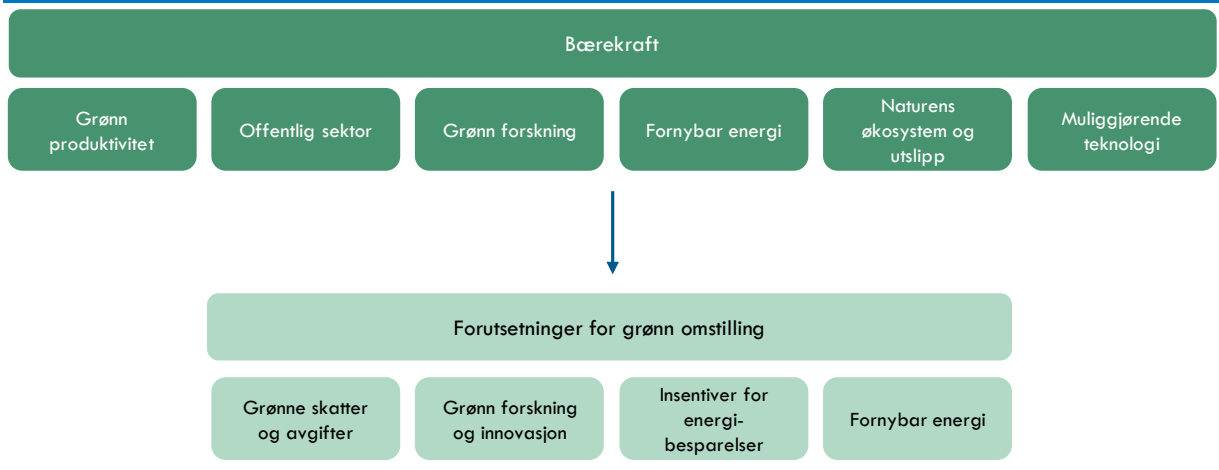 Bærekraft
Grønn
produktivitet
Offentlig sektor
Grønn forskning
Fornybar energi
Naturens
økosystem og
utslipp
Muliggjørende
teknologi
Forutsetninger for grønn omstilling
Grønne skatter
og avgifter
Grønn forskning
og innovasjon
Insentiver for
energi-
besparelser
Fornybar energi